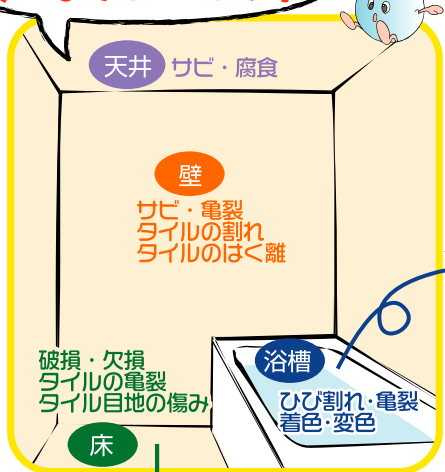 天井 サビ・腐食
壁
サビ・亀裂
タイルの割れ
タイルのはく離
破損・欠損
タイルの亀裂
タイル目地の傷み
床
浴槽
ひび割れ・亀裂
着色・変色